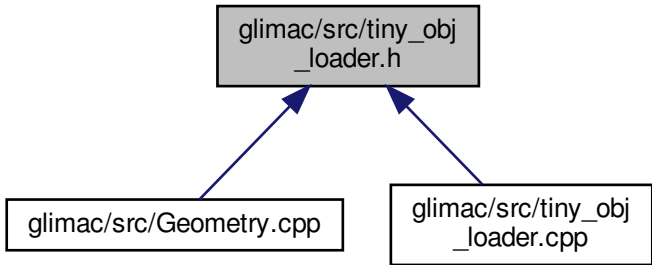 glimac/src/tiny_obj
_loader.h
glimac/src/Geometry.cpp
glimac/src/tiny_obj
_loader.cpp